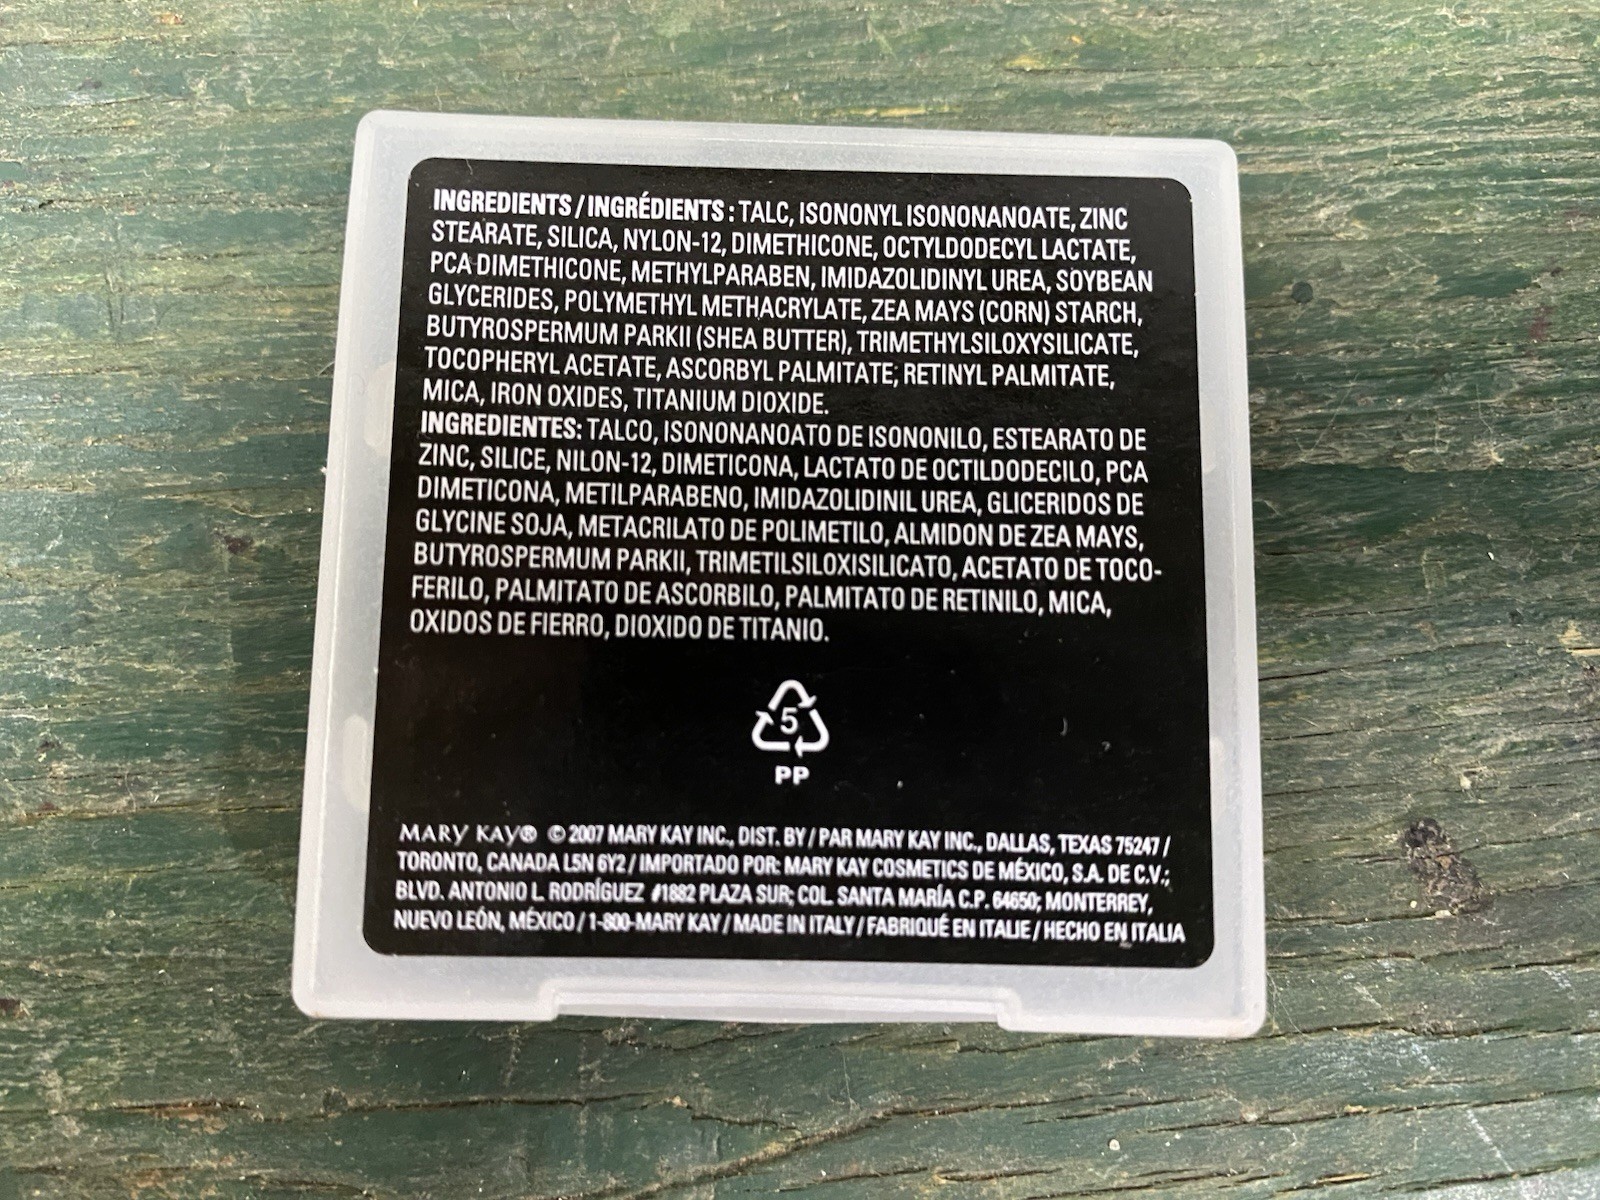 INGREDIENTS / INGRÉDIENTS : TALC, ISONONYL ISONONANOATE, ZINC
STEARATE, SILICA, NYLON-12, DIMETHICONE, OCTYLDODECYL LACTATE,
PCA DIMETHICONE, METHYLPARABEN, IMIDAZOLIDINYL UREA, SOYBEAN
GLYCERIDES, POLYMETHYL METHACRYLATE, ZEA MAYS (CORN) STARCH,
BUTYROSPERMUM PARKII (SHEA BUTTER), TRIMETHYLSILOXYSILICATE,
TOCOPHERYL ACETATE, ASCORBYL PALMITATE; RETINYL PALMITATE,
MICA, IRON OXIDES, TITANIUM DIOXIDE.
INGREDIENTES: TALCO, ISONONANOATO DE ISONONILO, ESTEARATO DE
ZINC, SILICE, NILON-12, DIMETICONA, LACTATO DE OCTILDODECILO, PCA
DIMETICONA, METILPARABENO, IMIDAZOLIDINIL UREA, GLICERIDOS DE
GLYCINE SOJA, METACRILATO DE POLIMETILO, ALMIDON DE ZEA MAYS,
BUTYROSPERMUM PARKII, TRIMETILSILOXISILICATO, ACETATO DE TOCO-
FERILO, PALMITATO DE ASCORBILO, PALMITATO DE RETINILO, MICA,
OXIDOS DE FIERRO, DIOXIDO DE TITANIO.
5
PP
MARY KAY® © 2007 MARY KAY INC., DIST. BY / PAR MARY KAY INC., DALLAS, TEXAS 75247 /
TORONTO, CANADA L5N 6Y2 / IMPORTADO POR: MARY KAY COSMETICS DE MÉXICO, S.A. DE C.V.;
BLVD. ANTONIO L. RODRÍGUEZ #1882 PLAZA SUR; COL. SANTA MARÍA C.P. 64650; MONTERREY,
NUEVO LEÓN, MÉXICO / 1-800-MARY KAY / MADE IN ITALY / FABRIQUÉ EN ITALIE / HECHO EN ITALIA